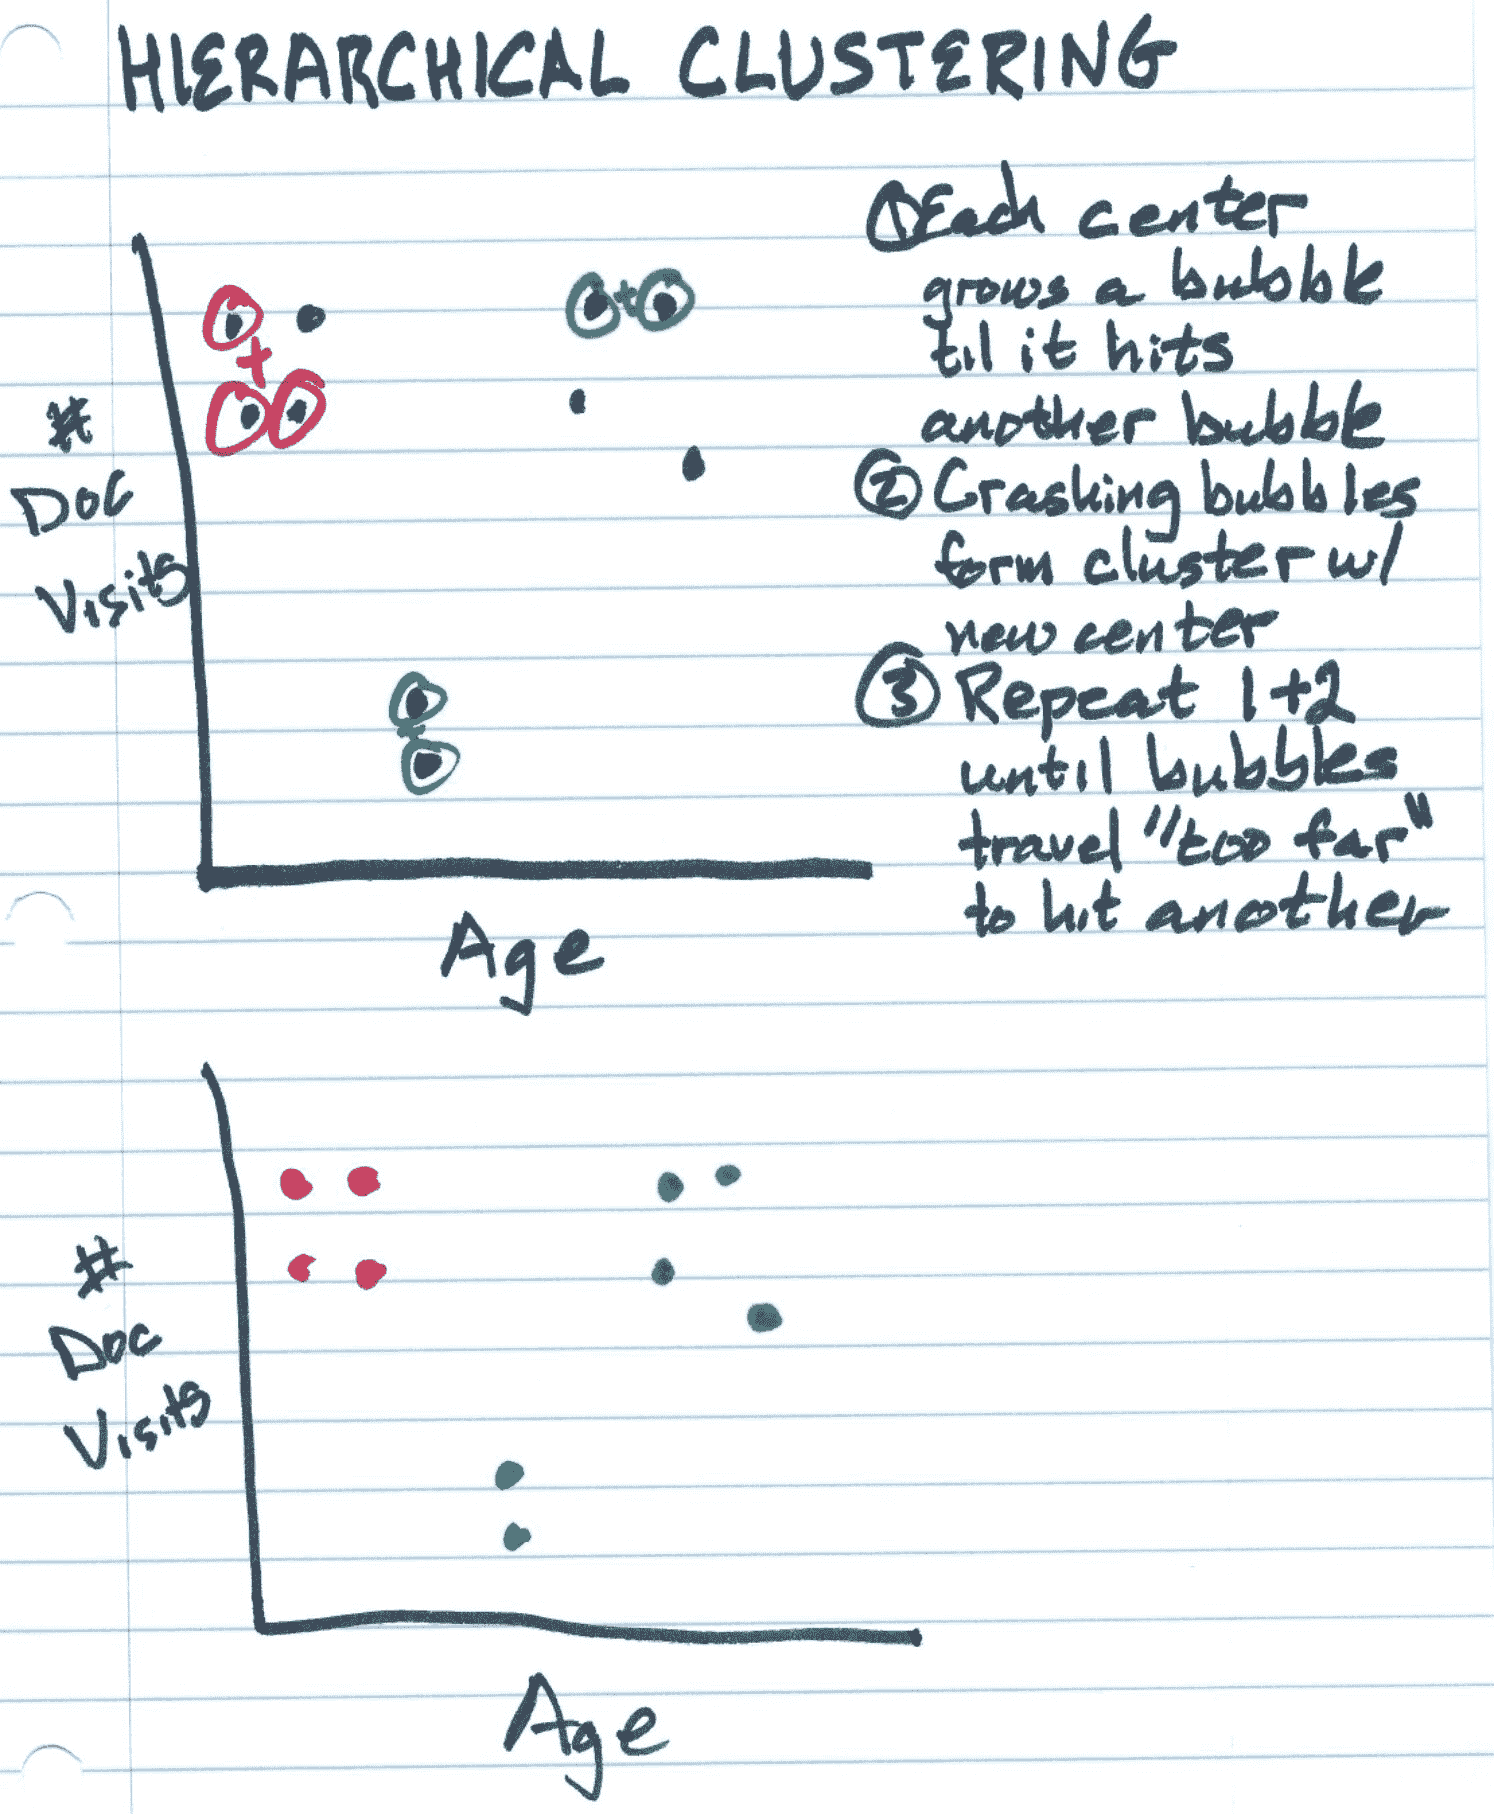 HIERARCHICAL CLUSTERING
① Each center
grows a bubble
til it hits
another bubble
② Crashing bubbles
form cluster w/
new center
③ Repeat 1+2
until bubbles
travel "too far"
to hit another
#
Doc
Visits
Age
#
Doc
Visits
Age